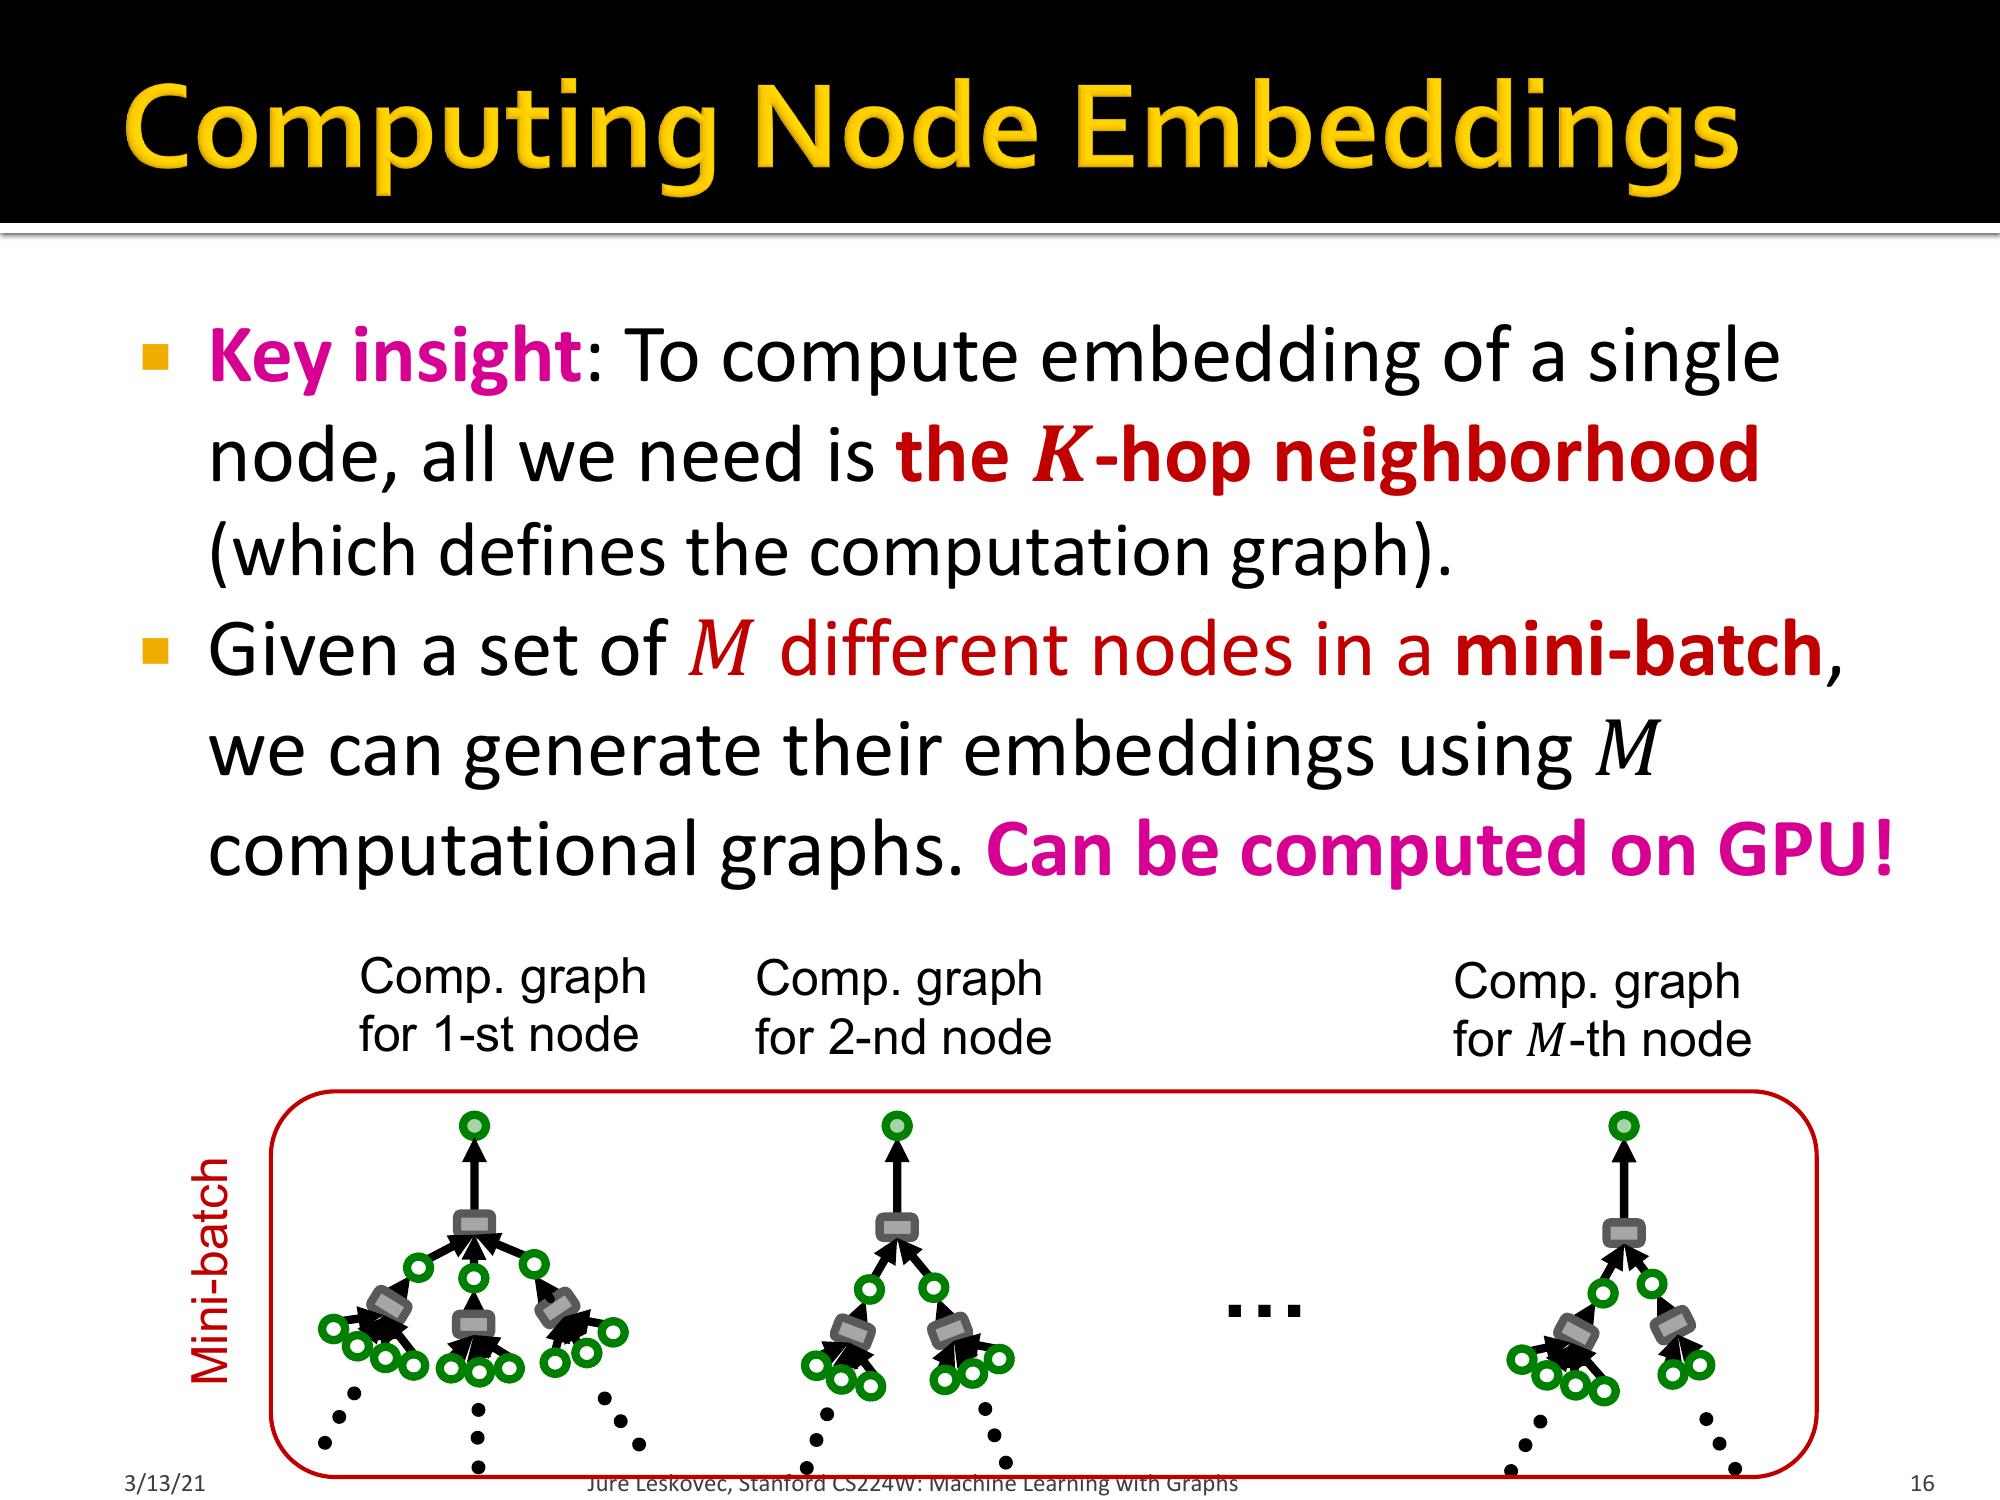 Computing Node Embeddings
Key insight: To compute embedding of a single
node, all we need is the K-hop neighborhood
(which defines the computation graph).
Given a set of M different nodes in a mini-batch,
we can generate their embeddings using M
computational graphs. Can be computed on GPU!
Comp. graph
for 1-st node
Comp. graph
for 2-nd node
Comp. graph
for M-th node
Mini-batch
...
3/13/21
Jure Leskovec, Stanford CS224W: Machine Learning with Graphs
16